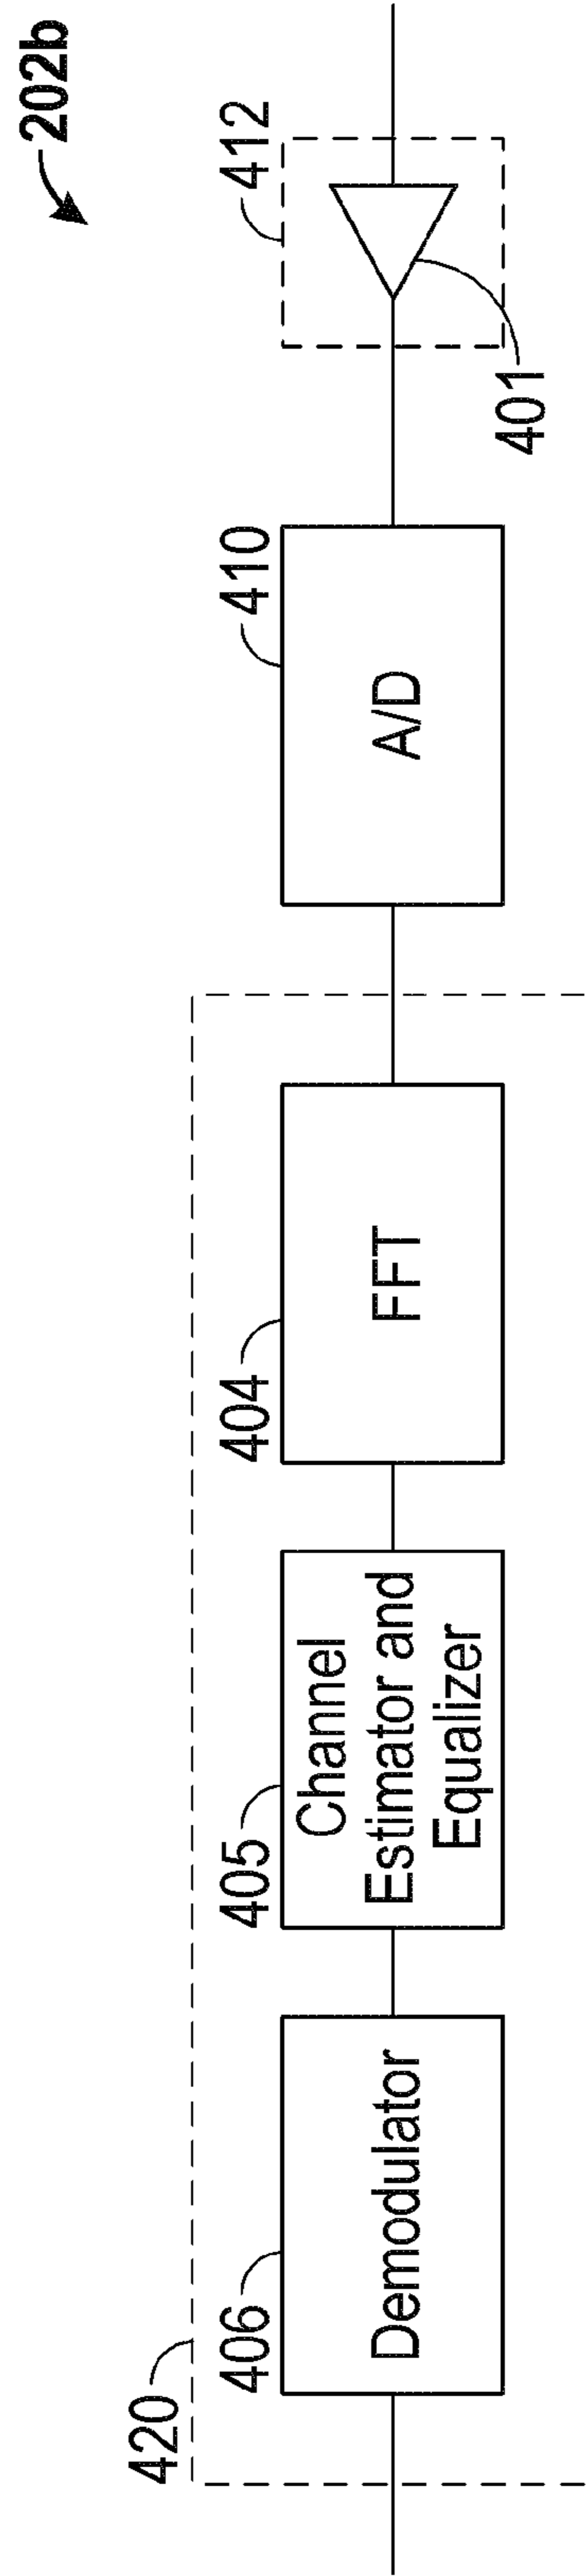 202b
420
406
405
404
410
412
Demodulator
Channel
Estimator and
Equalizer
FFT
A/D
401